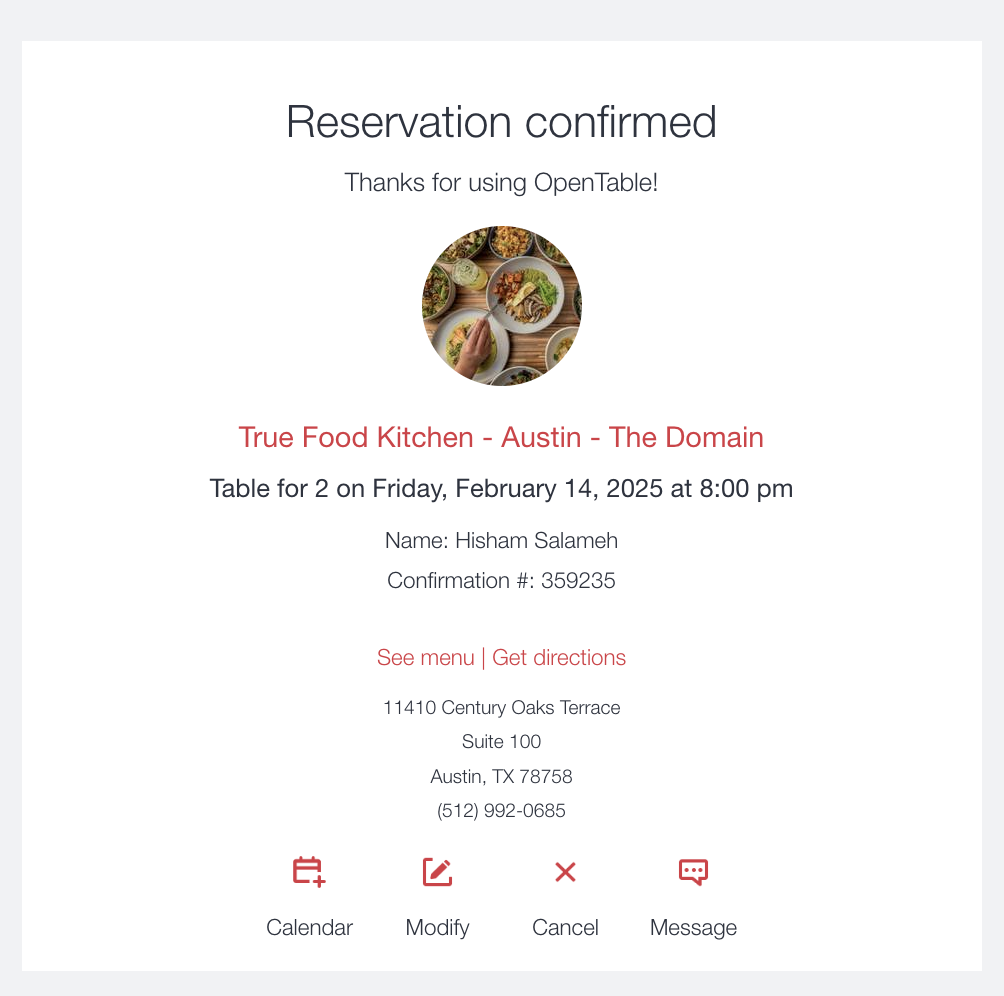 Reservation confirmed
Thanks for using OpenTable!
True Food Kitchen - Austin - The Domain
Table for 2 on Friday, February 14, 2025 at 8:00 pm
Name: Hisham Salameh
Confirmation #: 359235
See menu | Get directions
11410 Century Oaks Terrace
Suite 100
Austin, TX 78758
(512) 992-0685
Calendar Modify Cancel Message